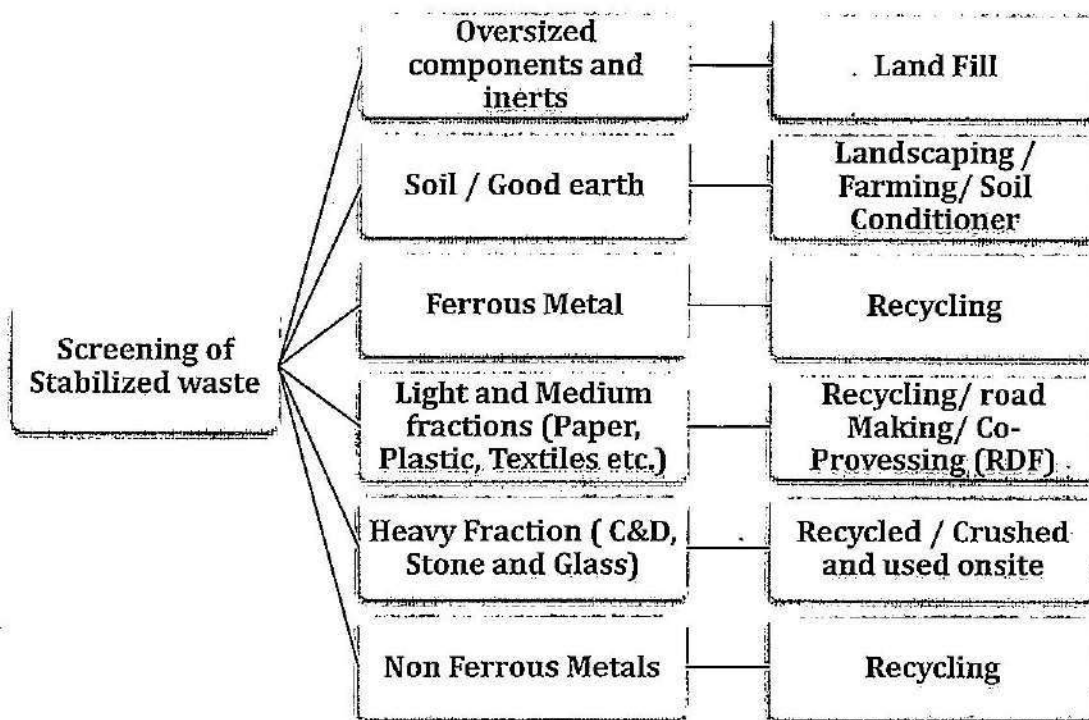 Oversized
components and
inerts
Land Fill
Soil / Good earth
Landscaping /
Farming/ Soil
Conditioner
Ferrous Metal
Recycling
Screening of
Stabilized waste
Light and Medium
fractions (Paper,
Plastic, Textiles etc.)
Recycling/ road
Making/ Co-
Provessing (RDF)
Heavy Fraction ( C&D,
Stone and Glass)
Recycled / Crushed
and used onsite
Non Ferrous Metals
Recycling